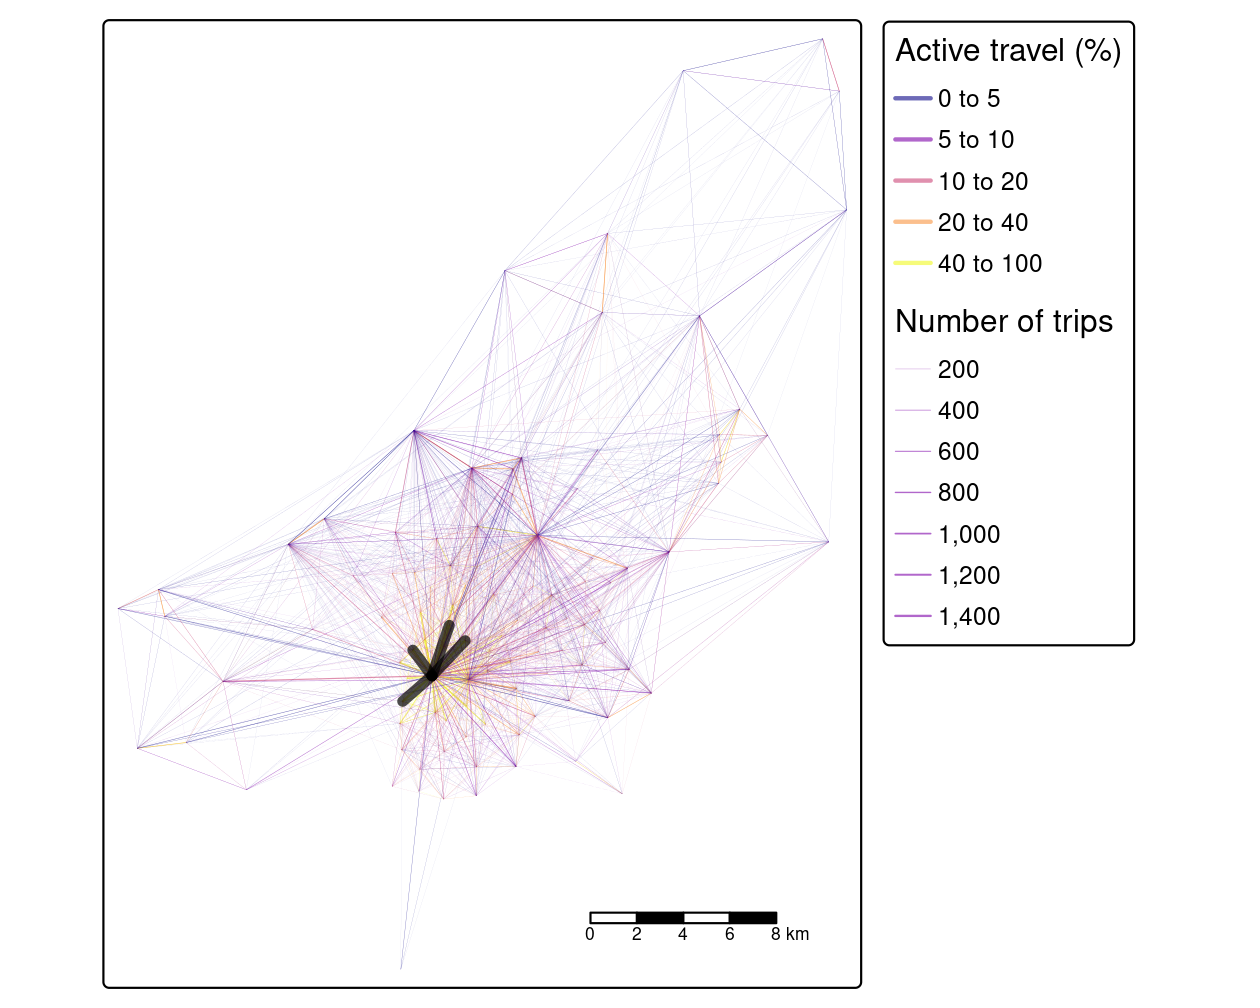 Active travel (%)
0 to 5
5 to 10
10 to 20
20 to 40
40 to 100
Number of trips
200
400
600
800
1,000
1,200
1,400
0 2 4 6 8 km